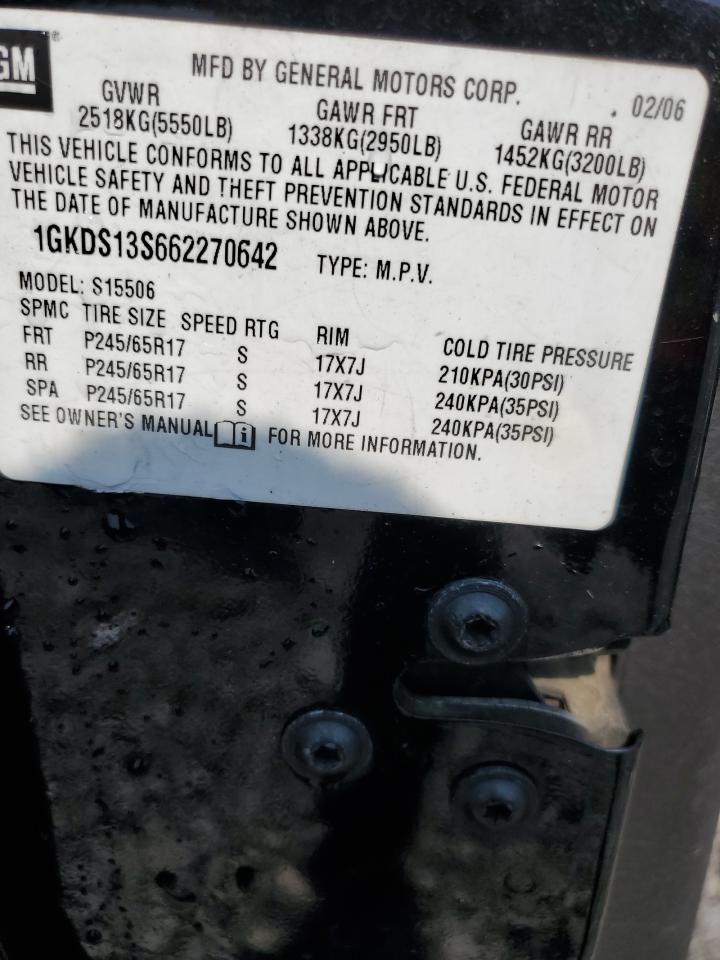 GM
MFD BY GENERAL MOTORS CORP. 02/06
GVWR GAWR FRT GAWR RR
2518KG(5550LB) 1338KG(2950LB) 1452KG(3200LB)
THIS VEHICLE CONFORMS TO ALL APPLICABLE U.S. FEDERAL MOTOR
VEHICLE SAFETY AND THEFT PREVENTION STANDARDS IN EFFECT ON
THE DATE OF MANUFACTURE SHOWN ABOVE.
1GKDS13S662270642 TYPE: M.P.V.
MODEL: S15506
SPMC TIRE SIZE SPEED RTG RIM COLD TIRE PRESSURE
FRT P245/65R17 S 17X7J 210KPA(30PSI)
RR P245/65R17 S 17X7J 240KPA(35PSI)
SPA P245/65R17 S 17X7J 240KPA(35PSI)
SEE OWNER'S MANUAL FOR MORE INFORMATION.